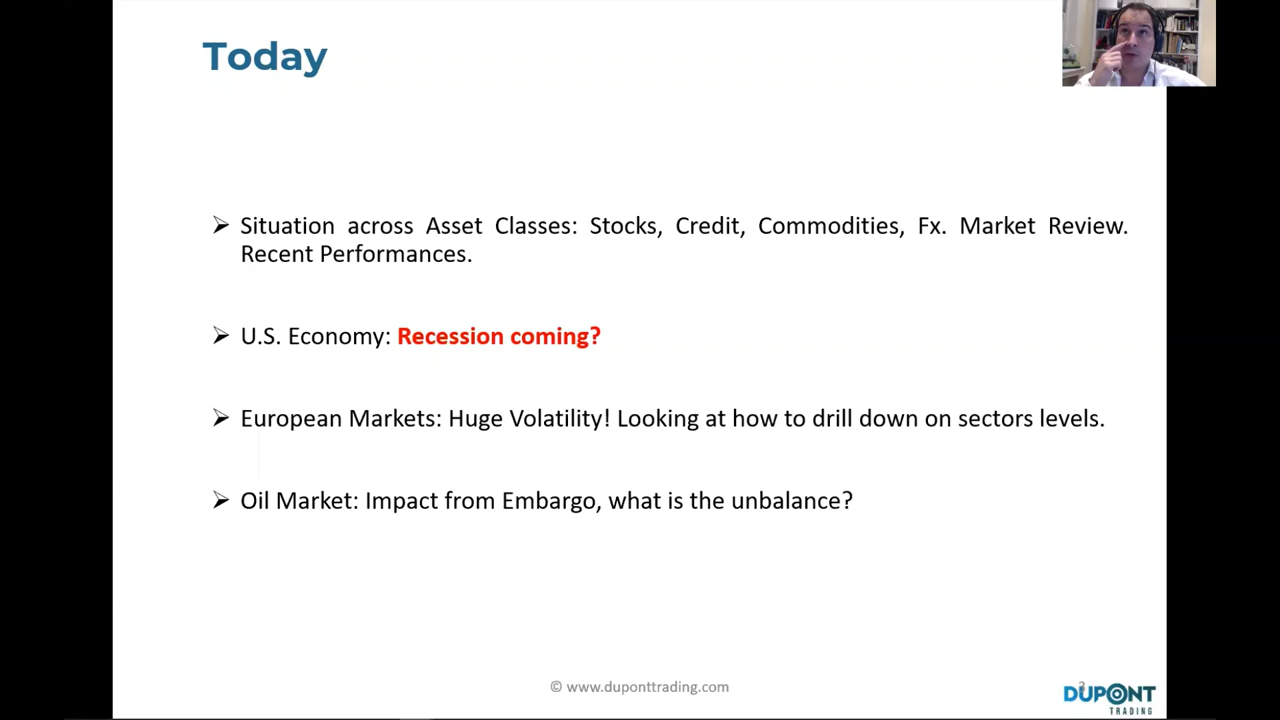 Today
Situation across Asset Classes: Stocks, Credit, Commodities, Fx. Market Review.
Recent Performances.
U.S. Economy: Recession coming?
European Markets: Huge Volatility! Looking at how to drill down on sectors levels.
Oil Market: Impact from Embargo, what is the unbalance?
© www.duponttrading.com
2
DUPONT
TRADING